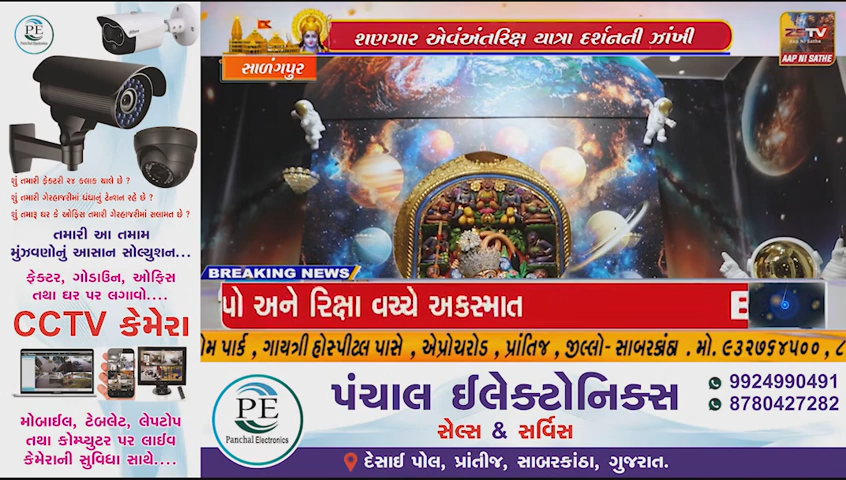 PE
Panchal Electronics
શું તમારી ફેક્ટરી ૨૪ કલાક ચાલે છે ?
શું તમારી ગેરહાજરીમાં ધંધાનું ટેન્શન રહે છે ?
શું તમારૂ ઘર કે ઓફિસ તમારી ગેરહાજરીમાં સલામત છે ?
તમારી આ તમામ
મુંઝવણોનું આસાન સોલ્યુશન...
ફેક્ટર, ગોડાઉન, ઓફિસ
તથા ઘર પર લગાવો....
CCTV કેમેરા
મોબાઈલ, ટેબલેટ, લેપટોપ
તથા કોમ્પ્યુટર પર લાઈવ
કેમેરાની સુવિધા સાથે....
શણગાર એવંઅંતરિક્ષ યાત્રા દર્શનની ઝાંખી
સાળંગપુર
AAP NI SATHE
BREAKING NEWS
પો અને રિક્ષા વચ્ચે અકસ્માત
ોમ પાર્ક , ગાયત્રી હોસ્પીટલ પાસે , એપ્રોચરોડ , પ્રાંતિજ , જીલ્લો- સાબરકાંઠા . મો. ૯૩૨૭૬૪૫૦૦ , ૮
PE
Panchal Electronics
પંચાલ ઈલેક્ટોનિક્સ
સેલ્સ & સર્વિસ
9924990491
8780427282
દેસાઈ પોલ, પ્રાંતીજ, સાબરકાંઠા, ગુજરાત.